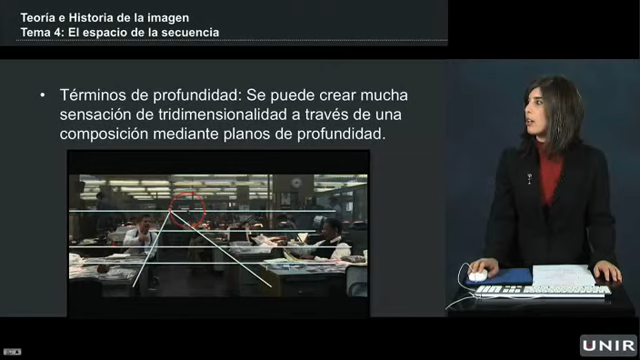 Teoría e Historia de la imagen
Tema 4: El espacio de la secuencia
• Términos de profundidad: Se puede crear mucha
sensación de tridimensionalidad a través de una
composición mediante planos de profundidad.
UNIR